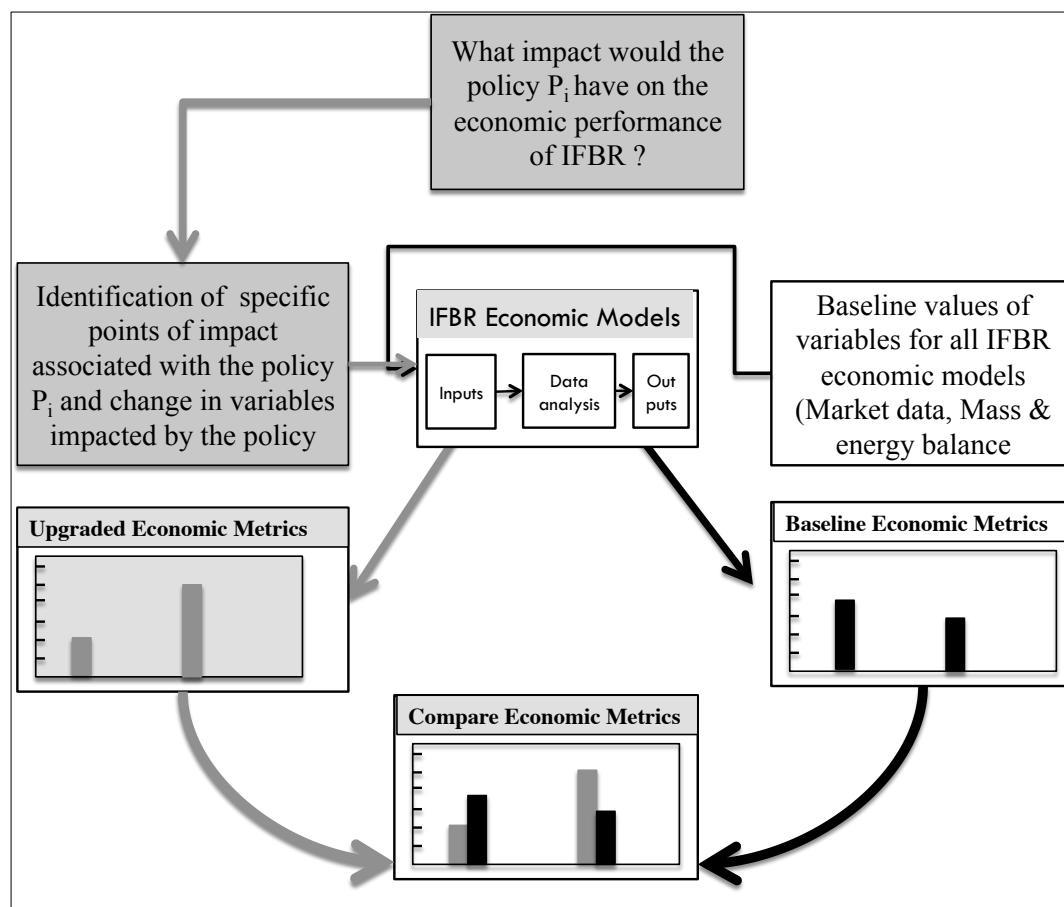 What impact would the
policy Pi have on the
economic performance
of IFBR ?
Identification of specific
points of impact
associated with the policy
Pi and change in variables
impacted by the policy
IFBR Economic Models
Inputs
Data
analysis
Out
puts
Baseline values of
variables for all IFBR
economic models
(Market data, Mass &
energy balance
Upgraded Economic Metrics
Baseline Economic Metrics
Compare Economic Metrics